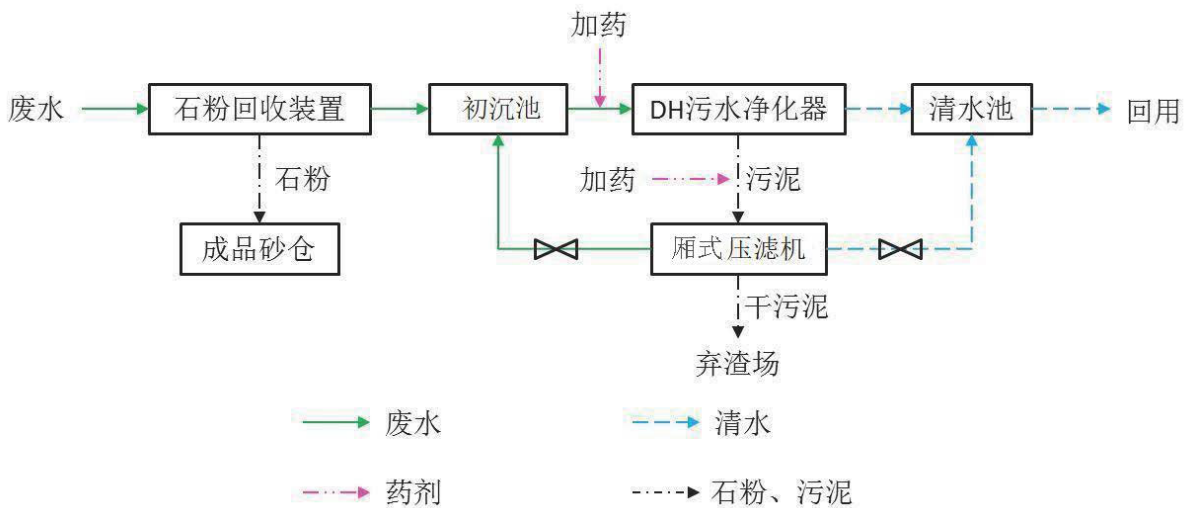 加药
废水
石粉回收装置
初沉池
DH污水净化器
清水池
回用
石粉
加药
污泥
成品砂仓
厢式压滤机
干污泥
弃渣场
废水
清水
药剂
石粉、污泥